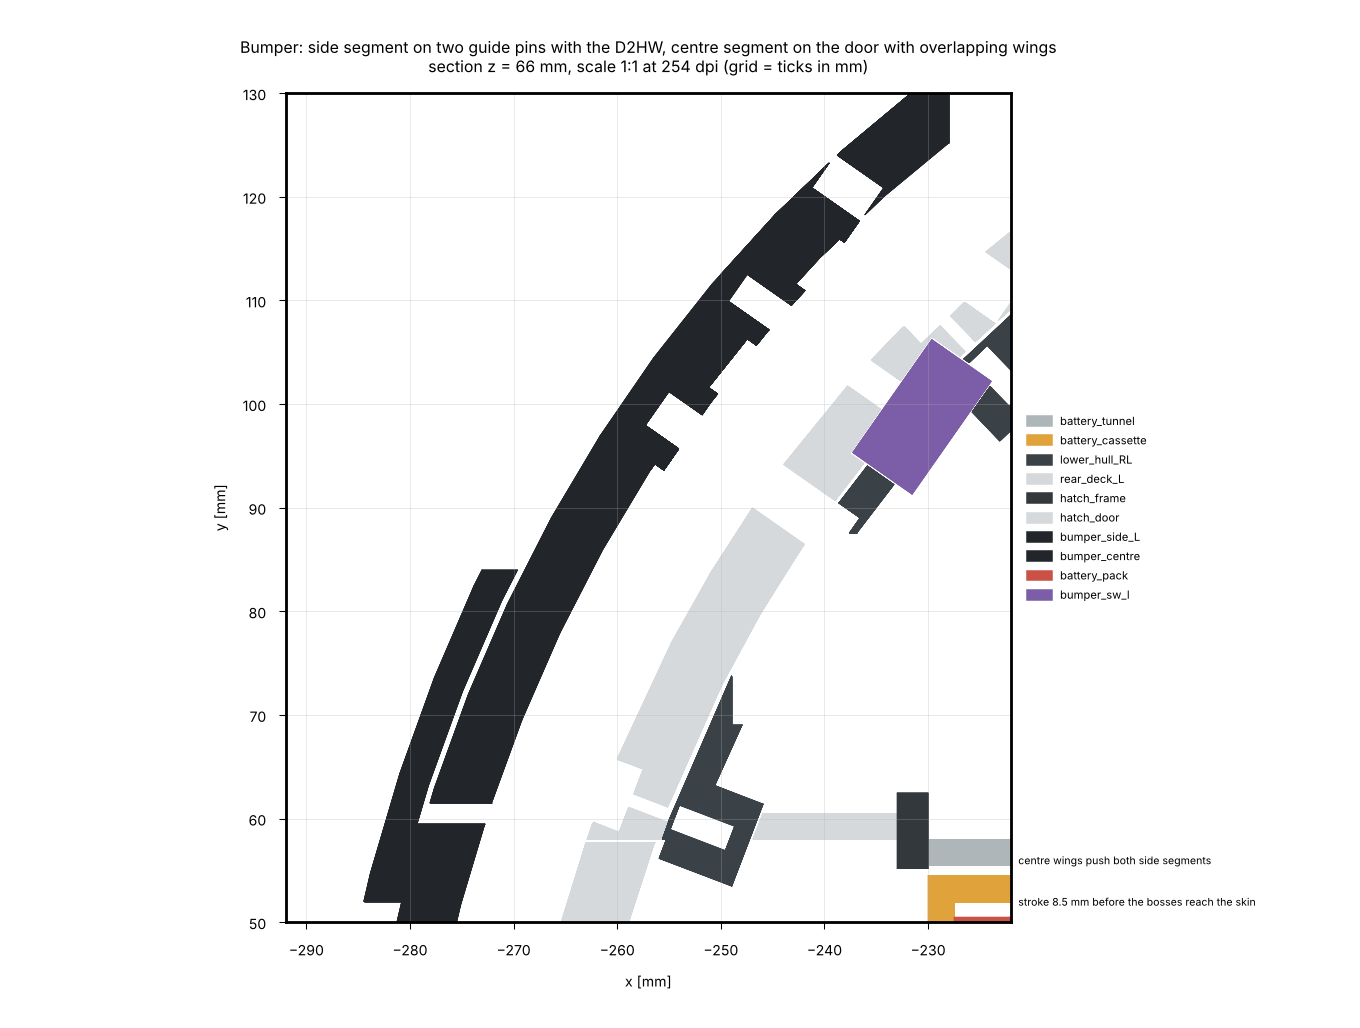 Bumper: side segment on two guide pins with the D2HW, centre segment on the door with overlapping wings
section z = 66 mm, scale 1:1 at 254 dpi (grid = ticks in mm)
130
120
110
100
90
80
70
60
50
y [mm]
−290
−280
−270
−260
−250
−240
−230
x [mm]
battery_tunnel
battery_cassette
lower_hull_RL
rear_deck_L
hatch_frame
hatch_door
bumper_side_L
bumper_centre
battery_pack
bumper_sw_l
centre wings push both side segments
stroke 8.5 mm before the bosses reach the skin